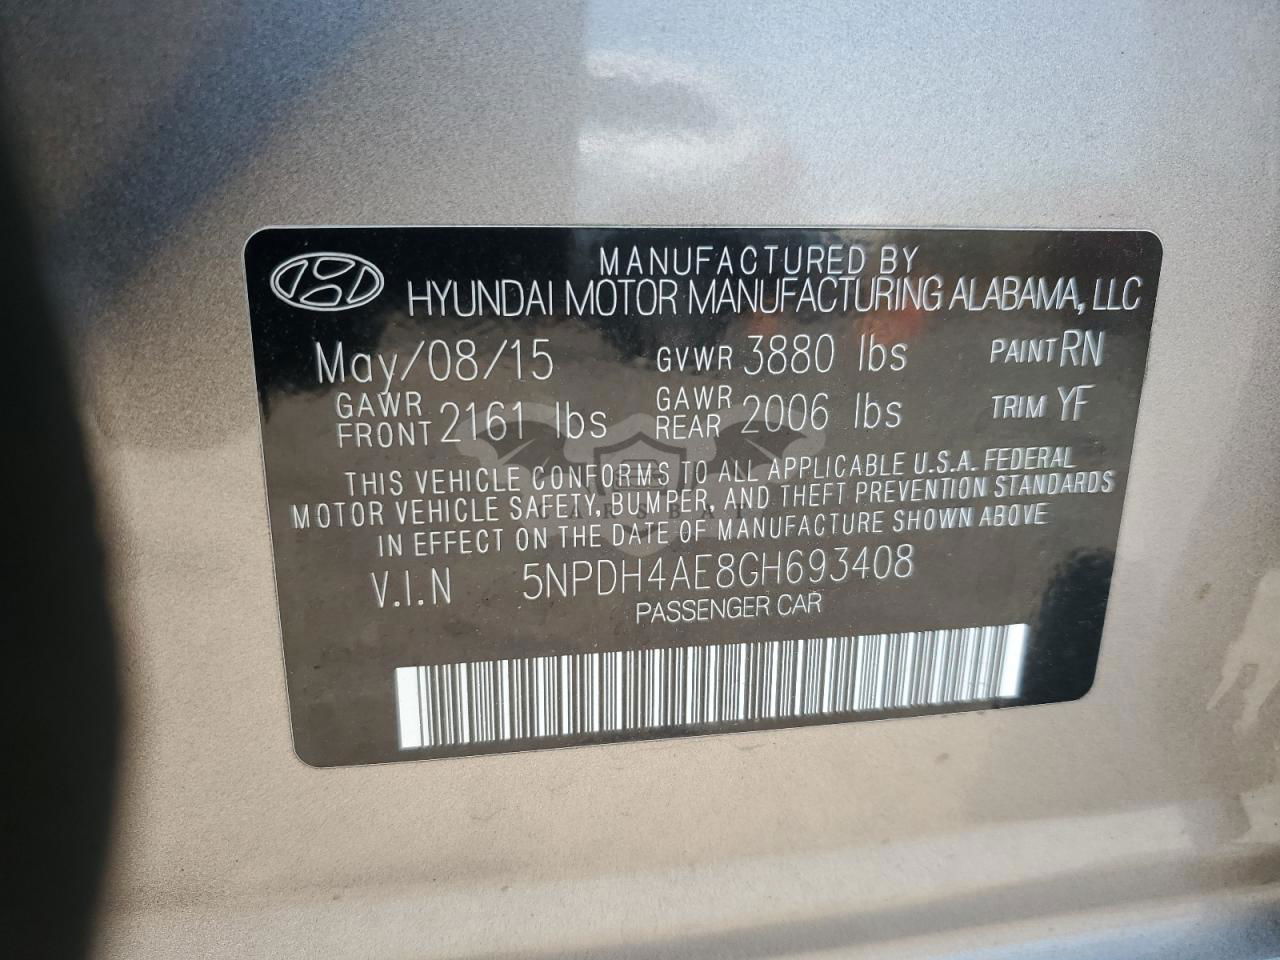 MANUFACTURED BY
HYUNDAI MOTOR MANUFACTURING ALABAMA, LLC
May/08/15 GVWR 3880 lbs PAINT RN
GAWR FRONT 2161 lbs GAWR REAR 2006 lbs TRIM YF
THIS VEHICLE CONFORMS TO ALL APPLICABLE U.S.A. FEDERAL
MOTOR VEHICLE SAFETY, BUMPER, AND THEFT PREVENTION STANDARDS
IN EFFECT ON THE DATE OF MANUFACTURE SHOWN ABOVE
V.I.N 5NPDH4AE8GH693408
PASSENGER CAR